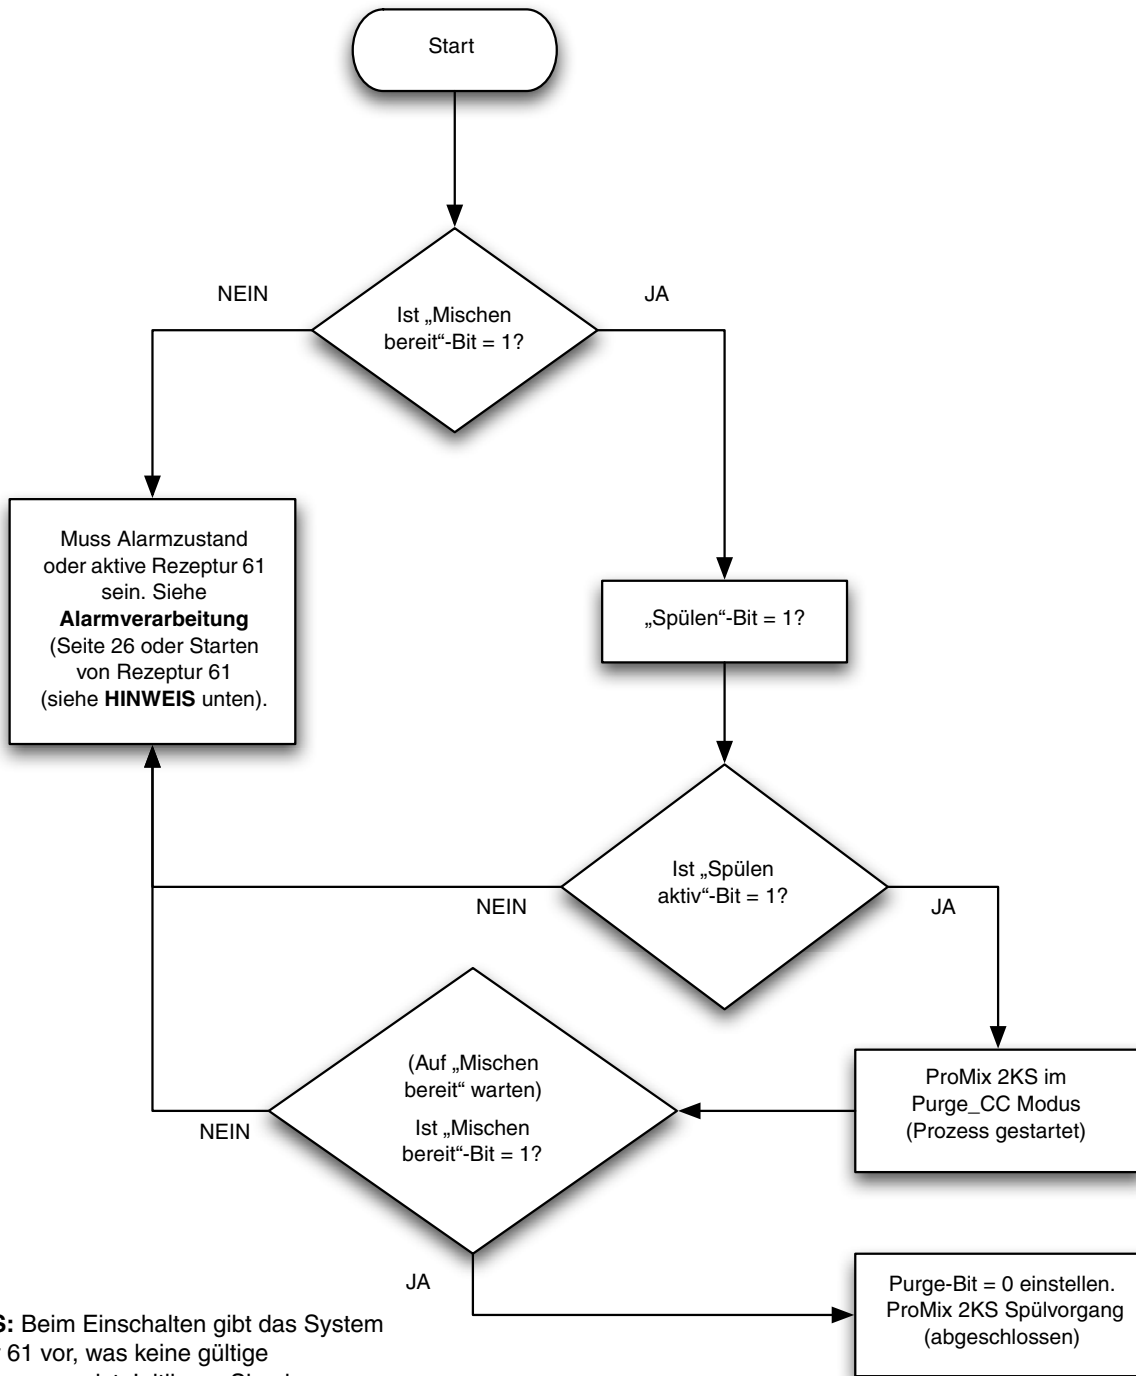 Start
NEIN
JA
Ist „Mischen
bereit“-Bit = 1?
Muss Alarmzustand
oder aktive Rezeptur 61
sein. Siehe
Alarmverarbeitung
(Seite 26 oder Starten
von Rezeptur 61
(siehe HINWEIS unten).
„Spülen“-Bit = 1?
Ist „Spülen
aktiv“-Bit = 1?
NEIN
JA
(Auf „Mischen
bereit“ warten)
Ist „Mischen
bereit“-Bit = 1?
ProMix 2KS im
Purge_CC Modus
(Prozess gestartet)
NEIN
JA
Purge-Bit = 0 einstellen.
ProMix 2KS Spülvorgang
(abgeschlossen)
S: Beim Einschalten gibt das System
61 vor, was keine gültige